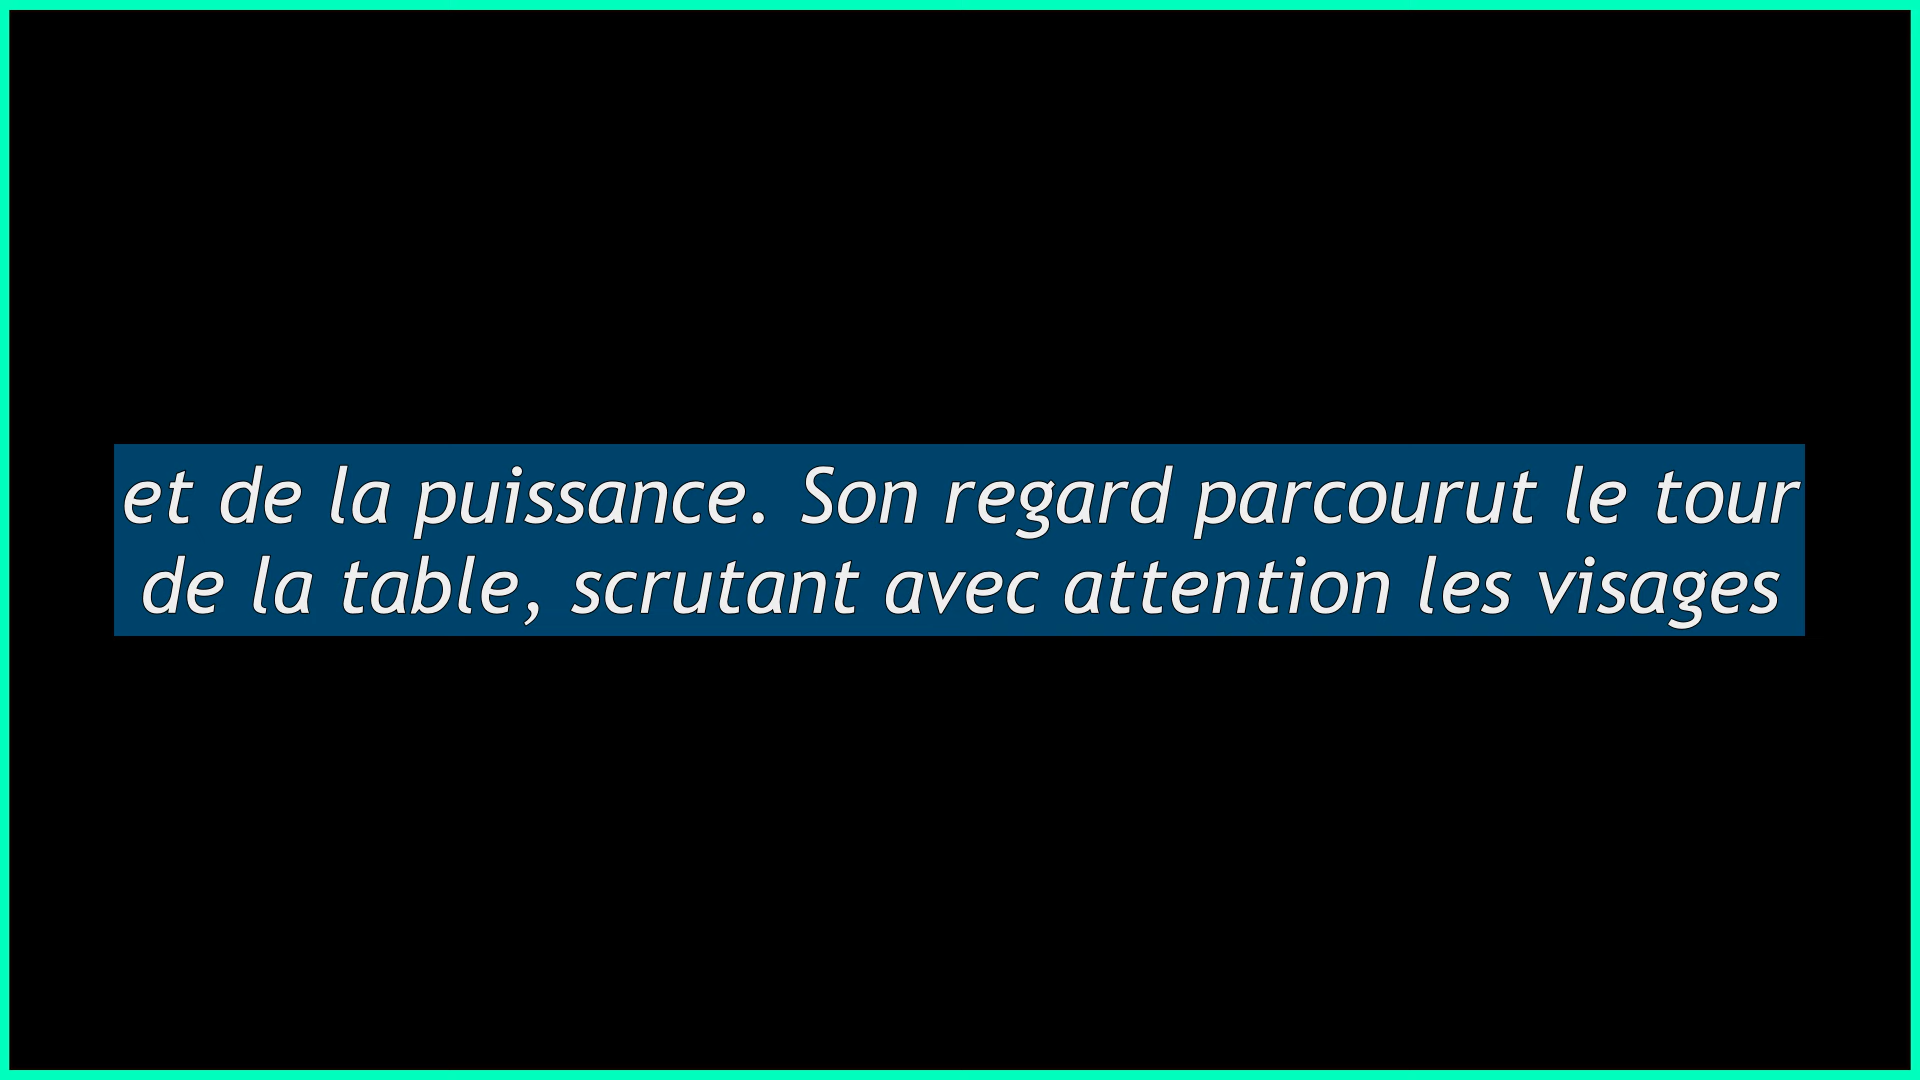 et de la puissance. Son regard parcourut le tour
de la table, scrutant avec attention les visages